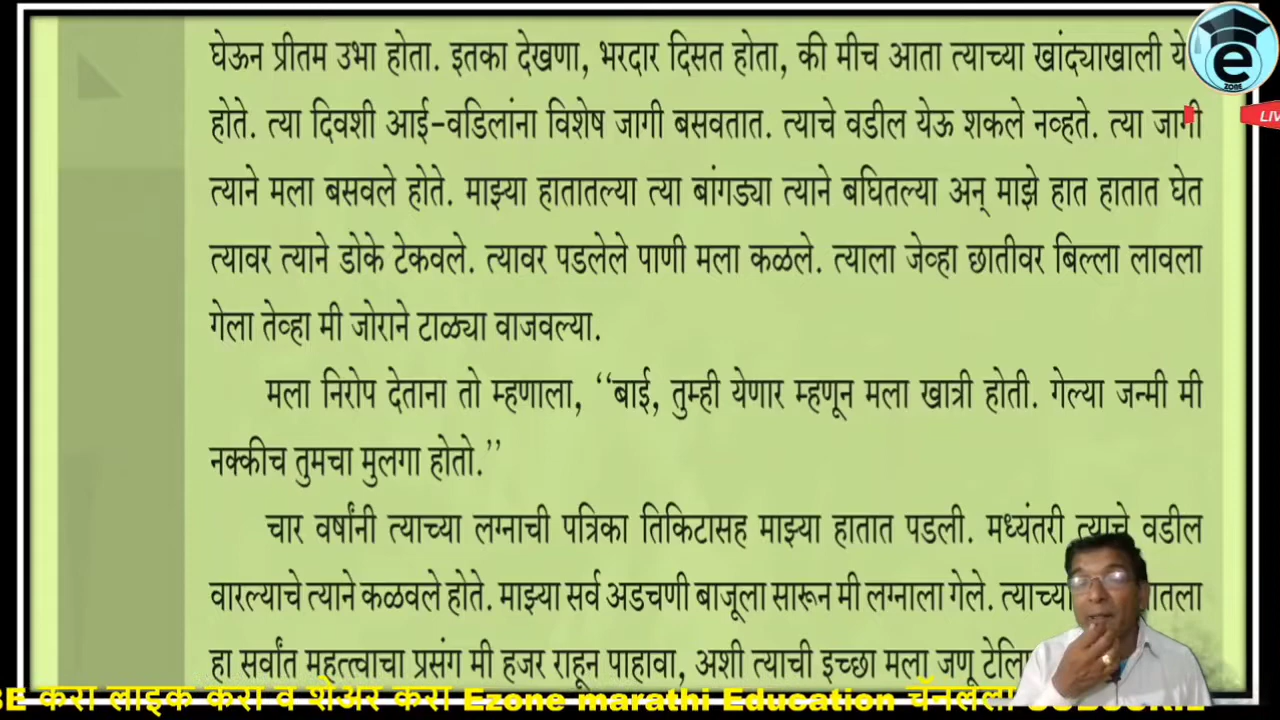 घेऊन प्रीतम उभा होता. इतका देखणा, भरदार दिसत होता, की मीच आता त्याच्या खांद्याखाली ये
होते. त्या दिवशी आई-वडिलांना विशेष जागी बसवतात. त्याचे वडील येऊ शकले नव्हते. त्या जागी
त्याने मला बसवले होते. माझ्या हातातल्या त्या बांगड्या त्याने बघितल्या अन् माझे हात हातात घेत
त्यावर त्याने डोके टेकवले. त्यावर पडलेले पाणी मला कळले. त्याला जेव्हा छातीवर बिल्ला लावला
गेला तेव्हा मी जोराने टाळ्या वाजवल्या.
मला निरोप देताना तो म्हणाला, ‘‘बाई, तुम्ही येणार म्हणून मला खात्री होती. गेल्या जन्मी मी
नक्कीच तुमचा मुलगा होतो.’’
चार वर्षांनी त्याच्या लग्नाची पत्रिका तिकिटासह माझ्या हातात पडली. मध्यंतरी त्याचे वडील
वारल्याचे त्याने कळवले होते. माझ्या सर्व अडचणी बाजूला सारून मी लग्नाला गेले. त्याच्या
हा सर्वांत महत्त्वाचा प्रसंग मी हजर राहून पाहावा, अशी त्याची इच्छा मला जणू
करा लाइक करा व शेअर करा Ezone marathi Education
e
ZONE
LIV